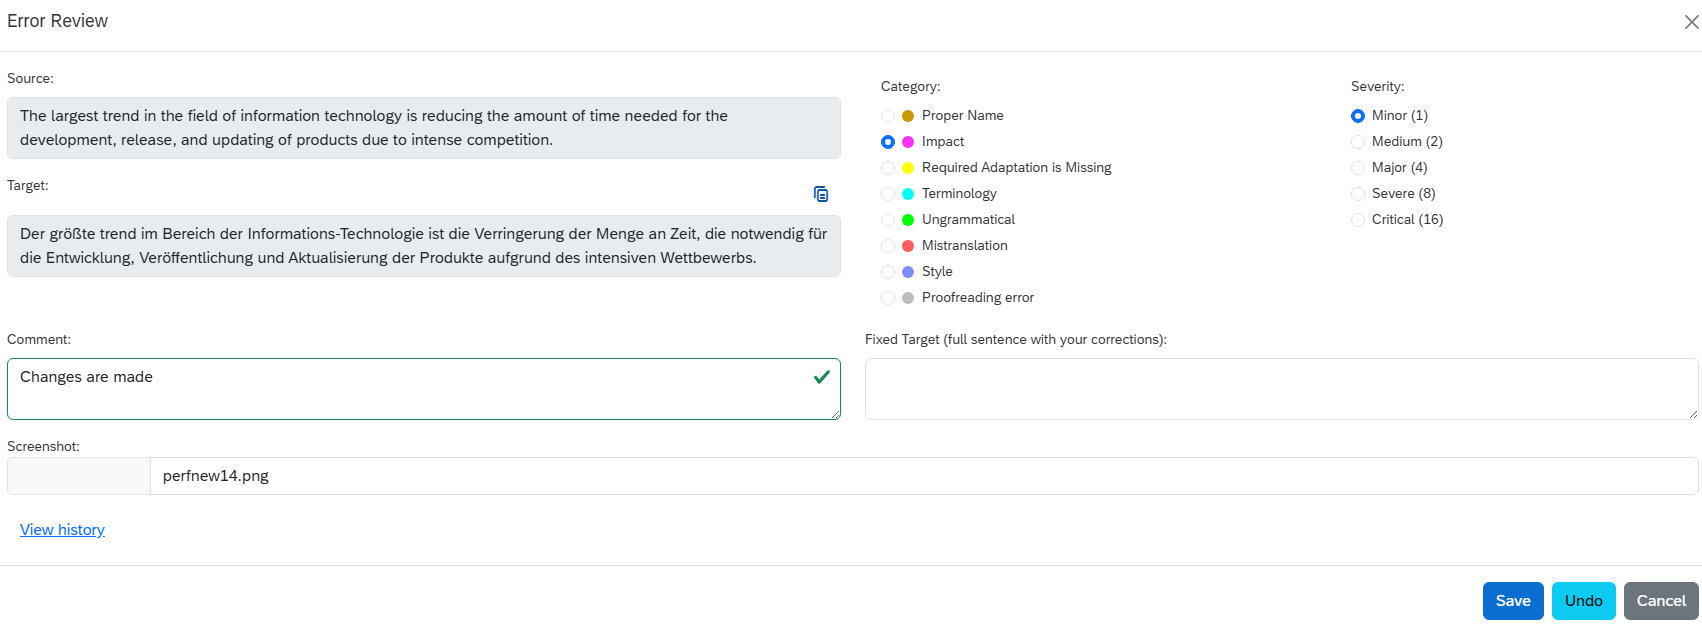 Error Review
Source:
The largest trend in the field of information technology is reducing the amount of time needed for the
development, release, and updating of products due to intense competition.
Target:
Der größte trend im Bereich der Informations-Technologie ist die Verringerung der Menge an Zeit, die notwendig für
die Entwicklung, Veröffentlichung und Aktualisierung der Produkte aufgrund des intensiven Wettbewerbs.
Category:
Proper Name
Impact
Required Adaptation is Missing
Terminology
Ungrammatical
Mistranslation
Style
Proofreading error
Severity:
Minor (1)
Medium (2)
Major (4)
Severe (8)
Critical (16)
Comment:
Changes are made
Fixed Target (full sentence with your corrections):
Screenshot:
perfnew14.png
View history
Save
Undo
Cancel